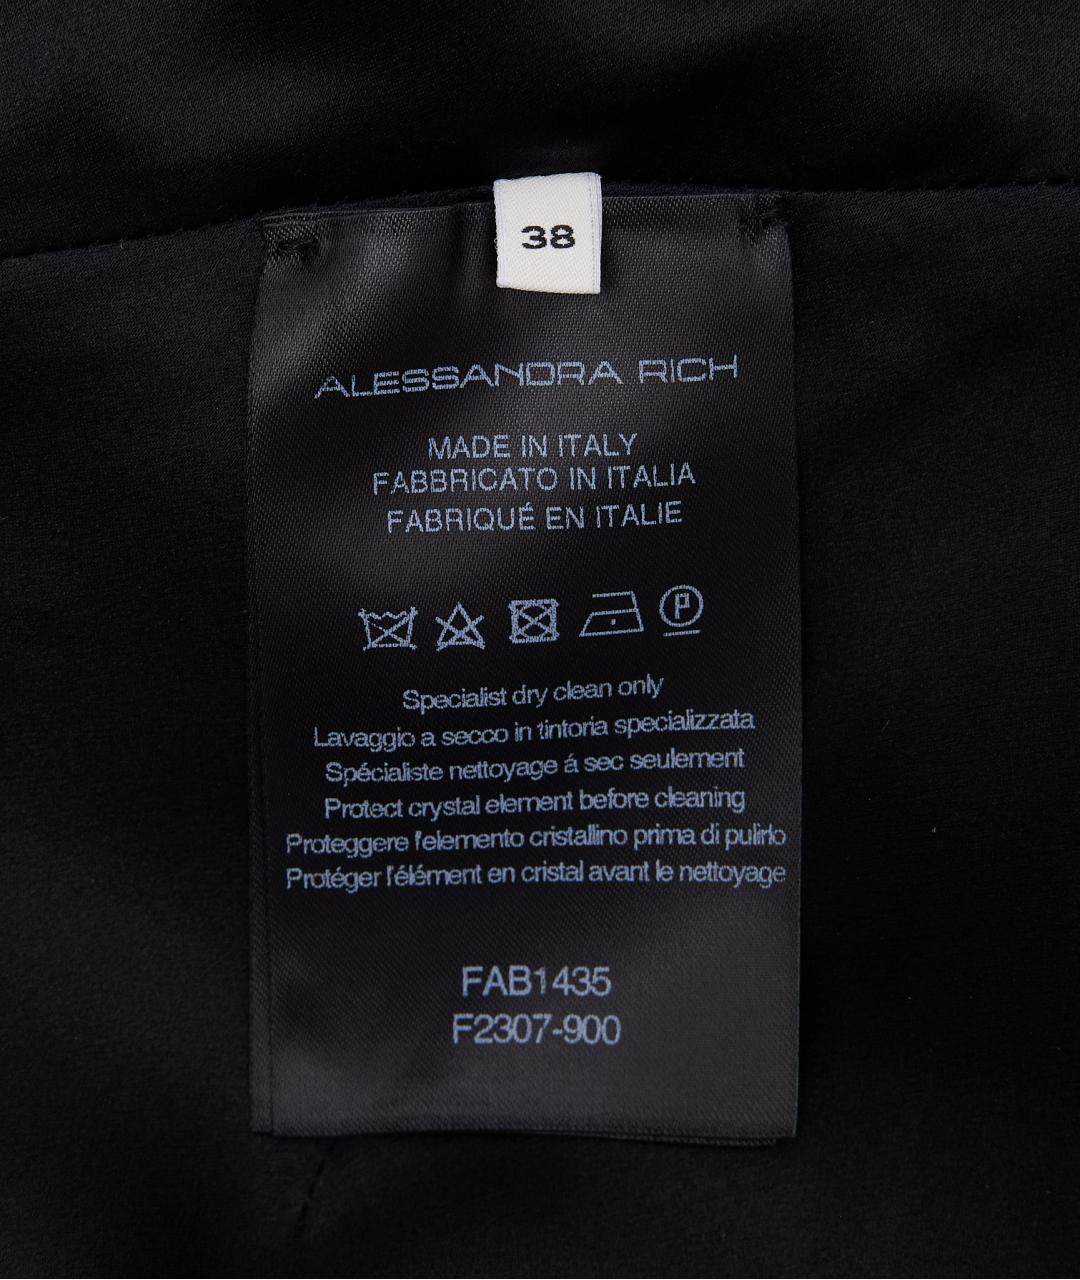 38
ALESSANDRA RICH
MADE IN ITALY
FABBRICATO IN ITALIA
FABRIQUÉ EN ITALIE
P
Specialist dry clean only
Lavaggio a secco in tintoria specializzata
Spécialiste nettoyage á sec seulement
Protect crystal element before cleaning
Proteggere l'elemento cristallino prima di pulirlo
Protéger l'élément en cristal avant le nettoyage
FAB1435
F2307-900